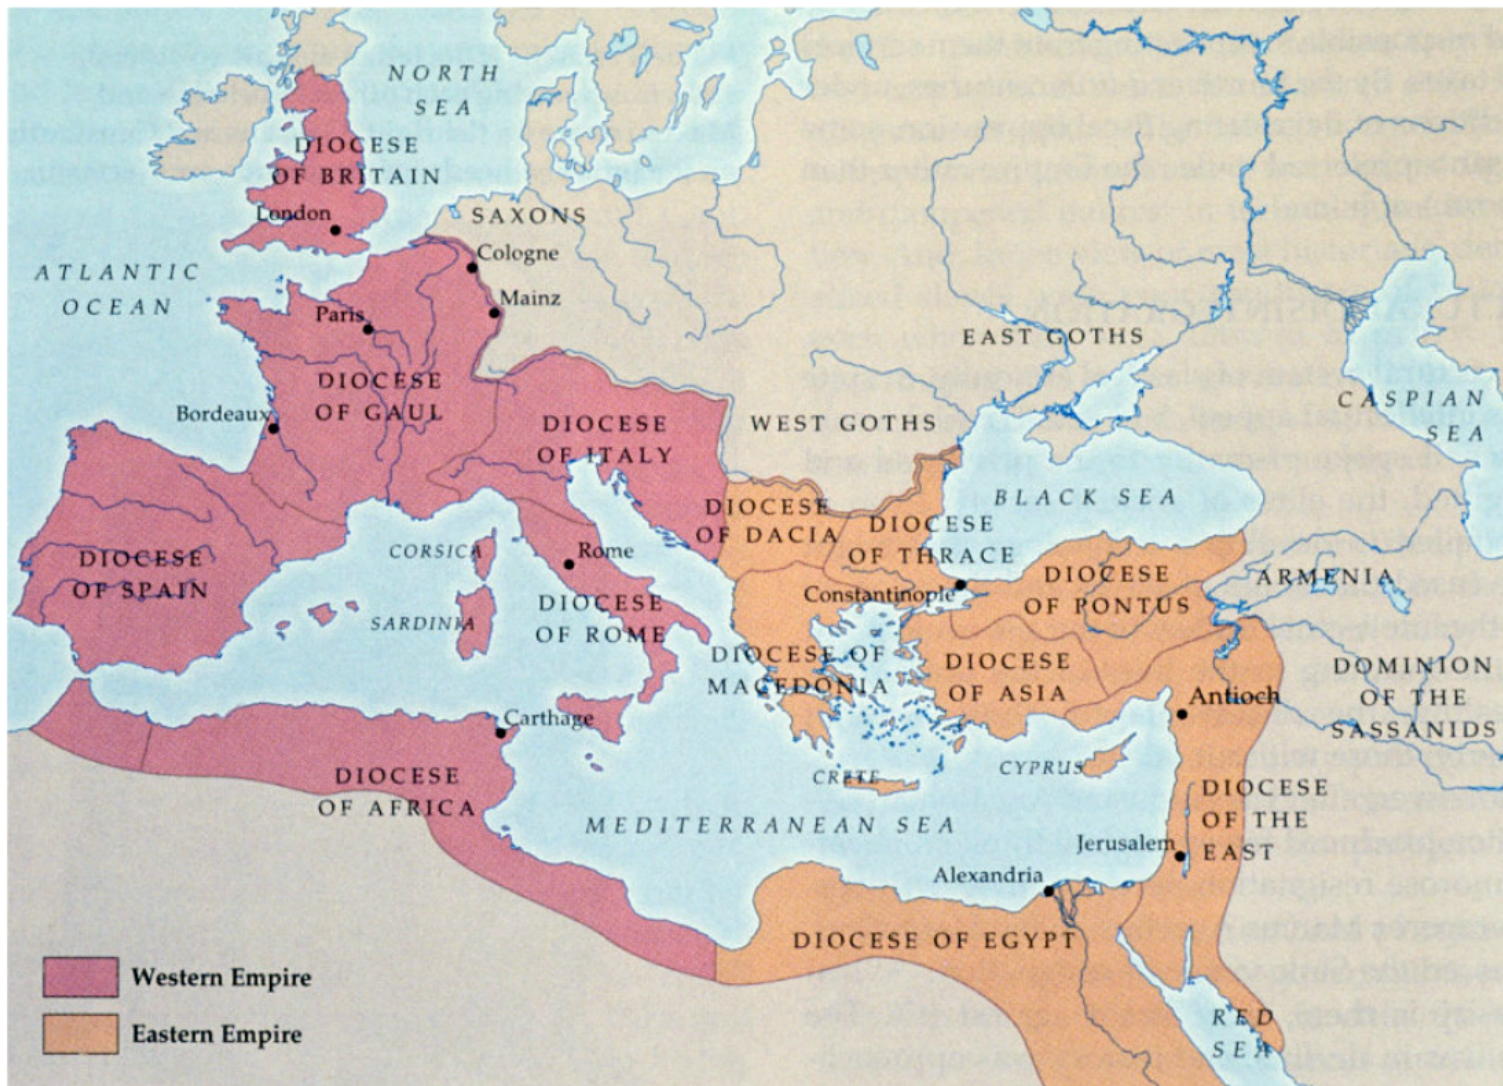 NORTH
SEA
DIOCESE
OF BRITAIN
London
SAXONS
Cologne
ATLANTIC
OCEAN
Mainz
Paris
EAST GOTHS
DIOCESE
OF GAUL
CASPIAN
SEA
Bordeaux
DIOCESE
OF ITALY
WEST GOTHS
BLACK SEA
DIOCESE
OF DACIA
DIOCESE
OF THRACE
CORSICA
Rome
DIOCESE
OF SPAIN
DIOCESE
OF PONTUS
ARMENIA
Constantinople
SARDINIA
DIOCESE
OF ROME
DIOCESE OF
MACEDONIA
DIOCESE
OF ASIA
DOMINION
OF THE
SASSANIDS
Antioch
Carthage
DIOCESE
OF AFRICA
CRETE
CYPRUS
DIOCESE
OF THE
EAST
MEDITERRANEAN SEA
Jerusalem
Alexandria
DIOCESE OF EGYPT
RED
SEA
Western Empire
Eastern Empire